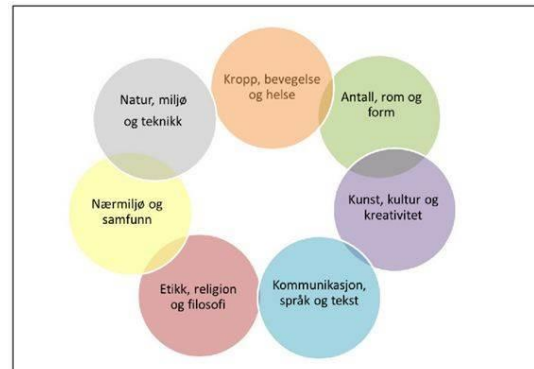 Kropp, bevegelse
og helse
Antall, rom og
form
Kunst, kultur og
kreativitet
Kommunikasjon,
språk og tekst
Etikk, religion
og filosofi
Nærmiljø og
samfunn
Natur, miljø
og teknikk